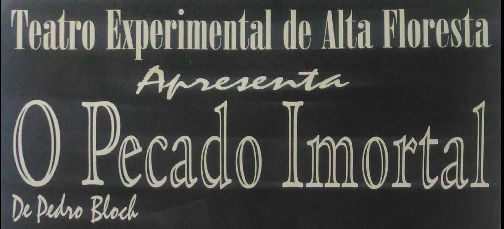 Teatro Experimental de Alta Floresta
Apresenta
O Pecado Imortal
De Pedro Bloch